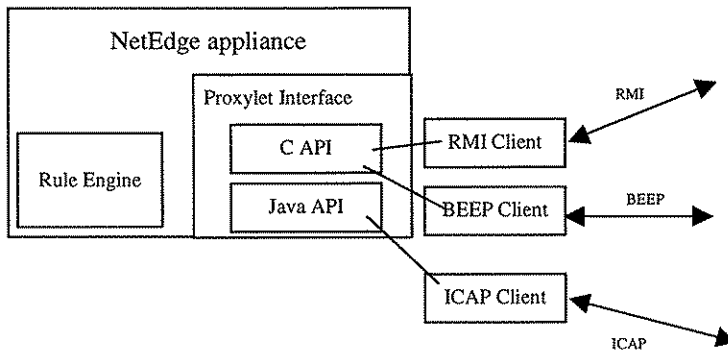 NetEdge appliance
Proxylet Interface
RMI
C API
RMI Client
Rule Engine
Java API
BEEP Client
BEEP
ICAP Client
ICAP